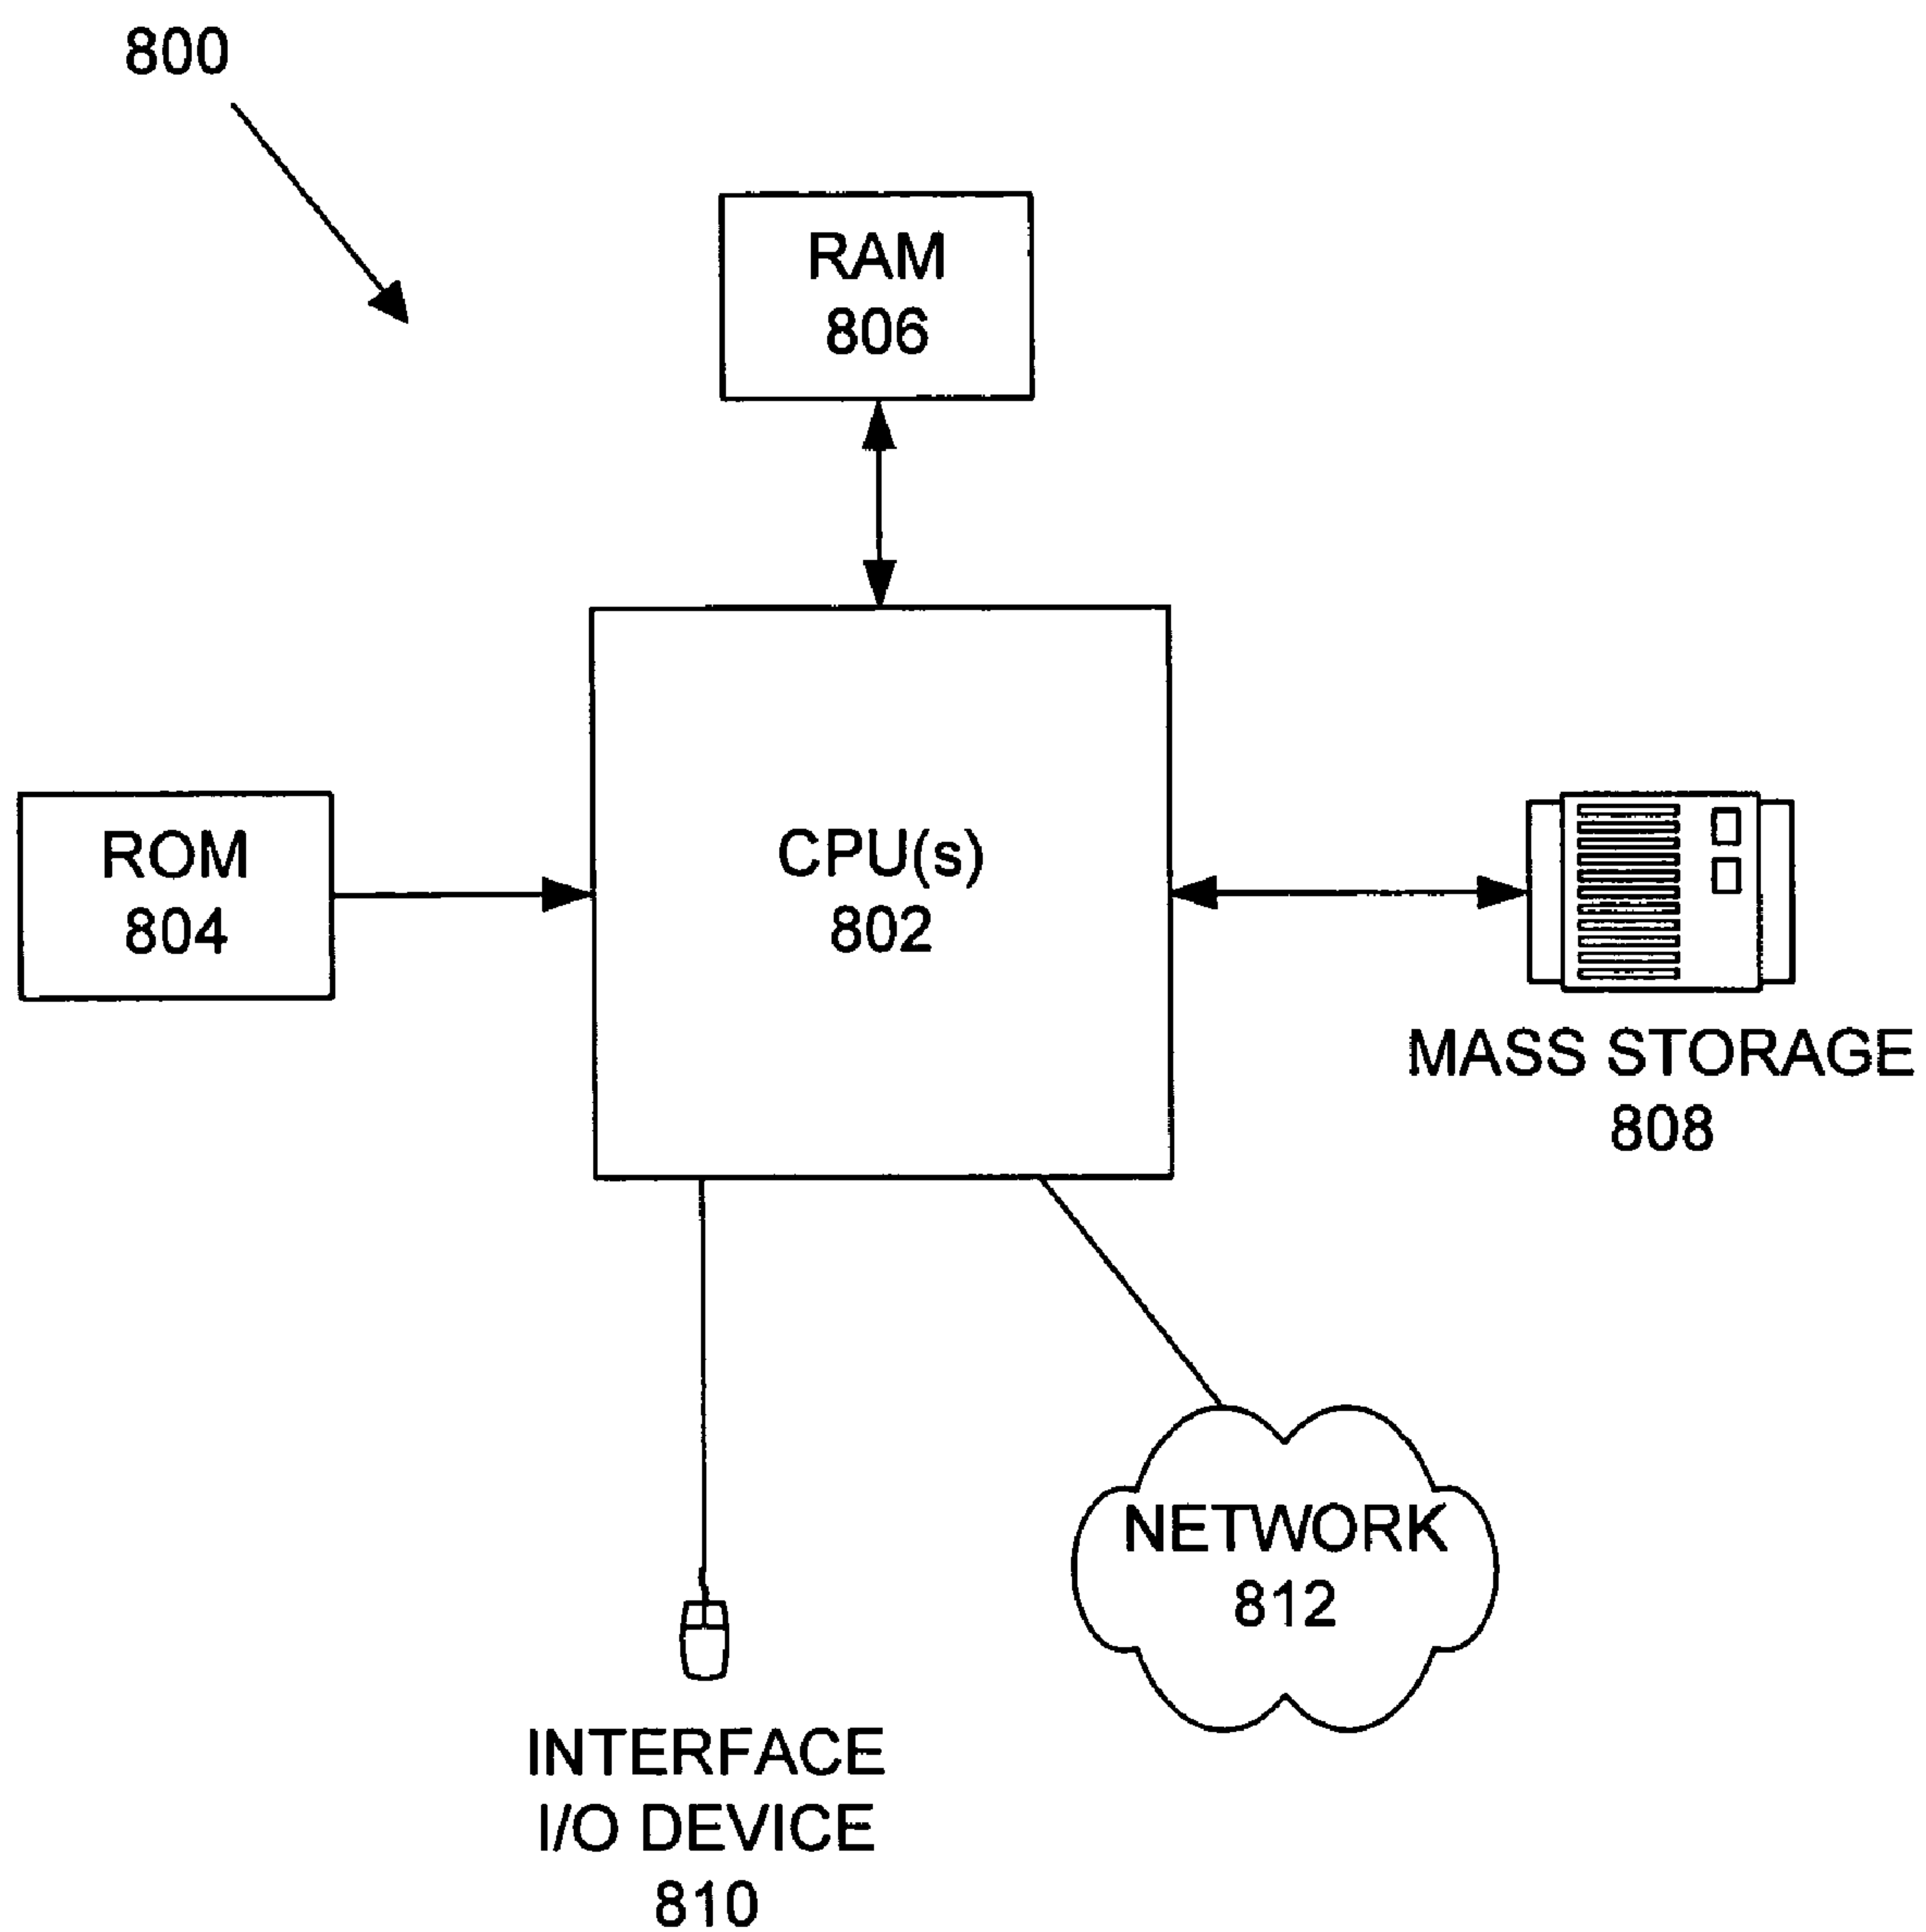 800
RAM
806
ROM
804
CPU(s)
802
MASS STORAGE
808
NETWORK
812
INTERFACE
I/O DEVICE
810